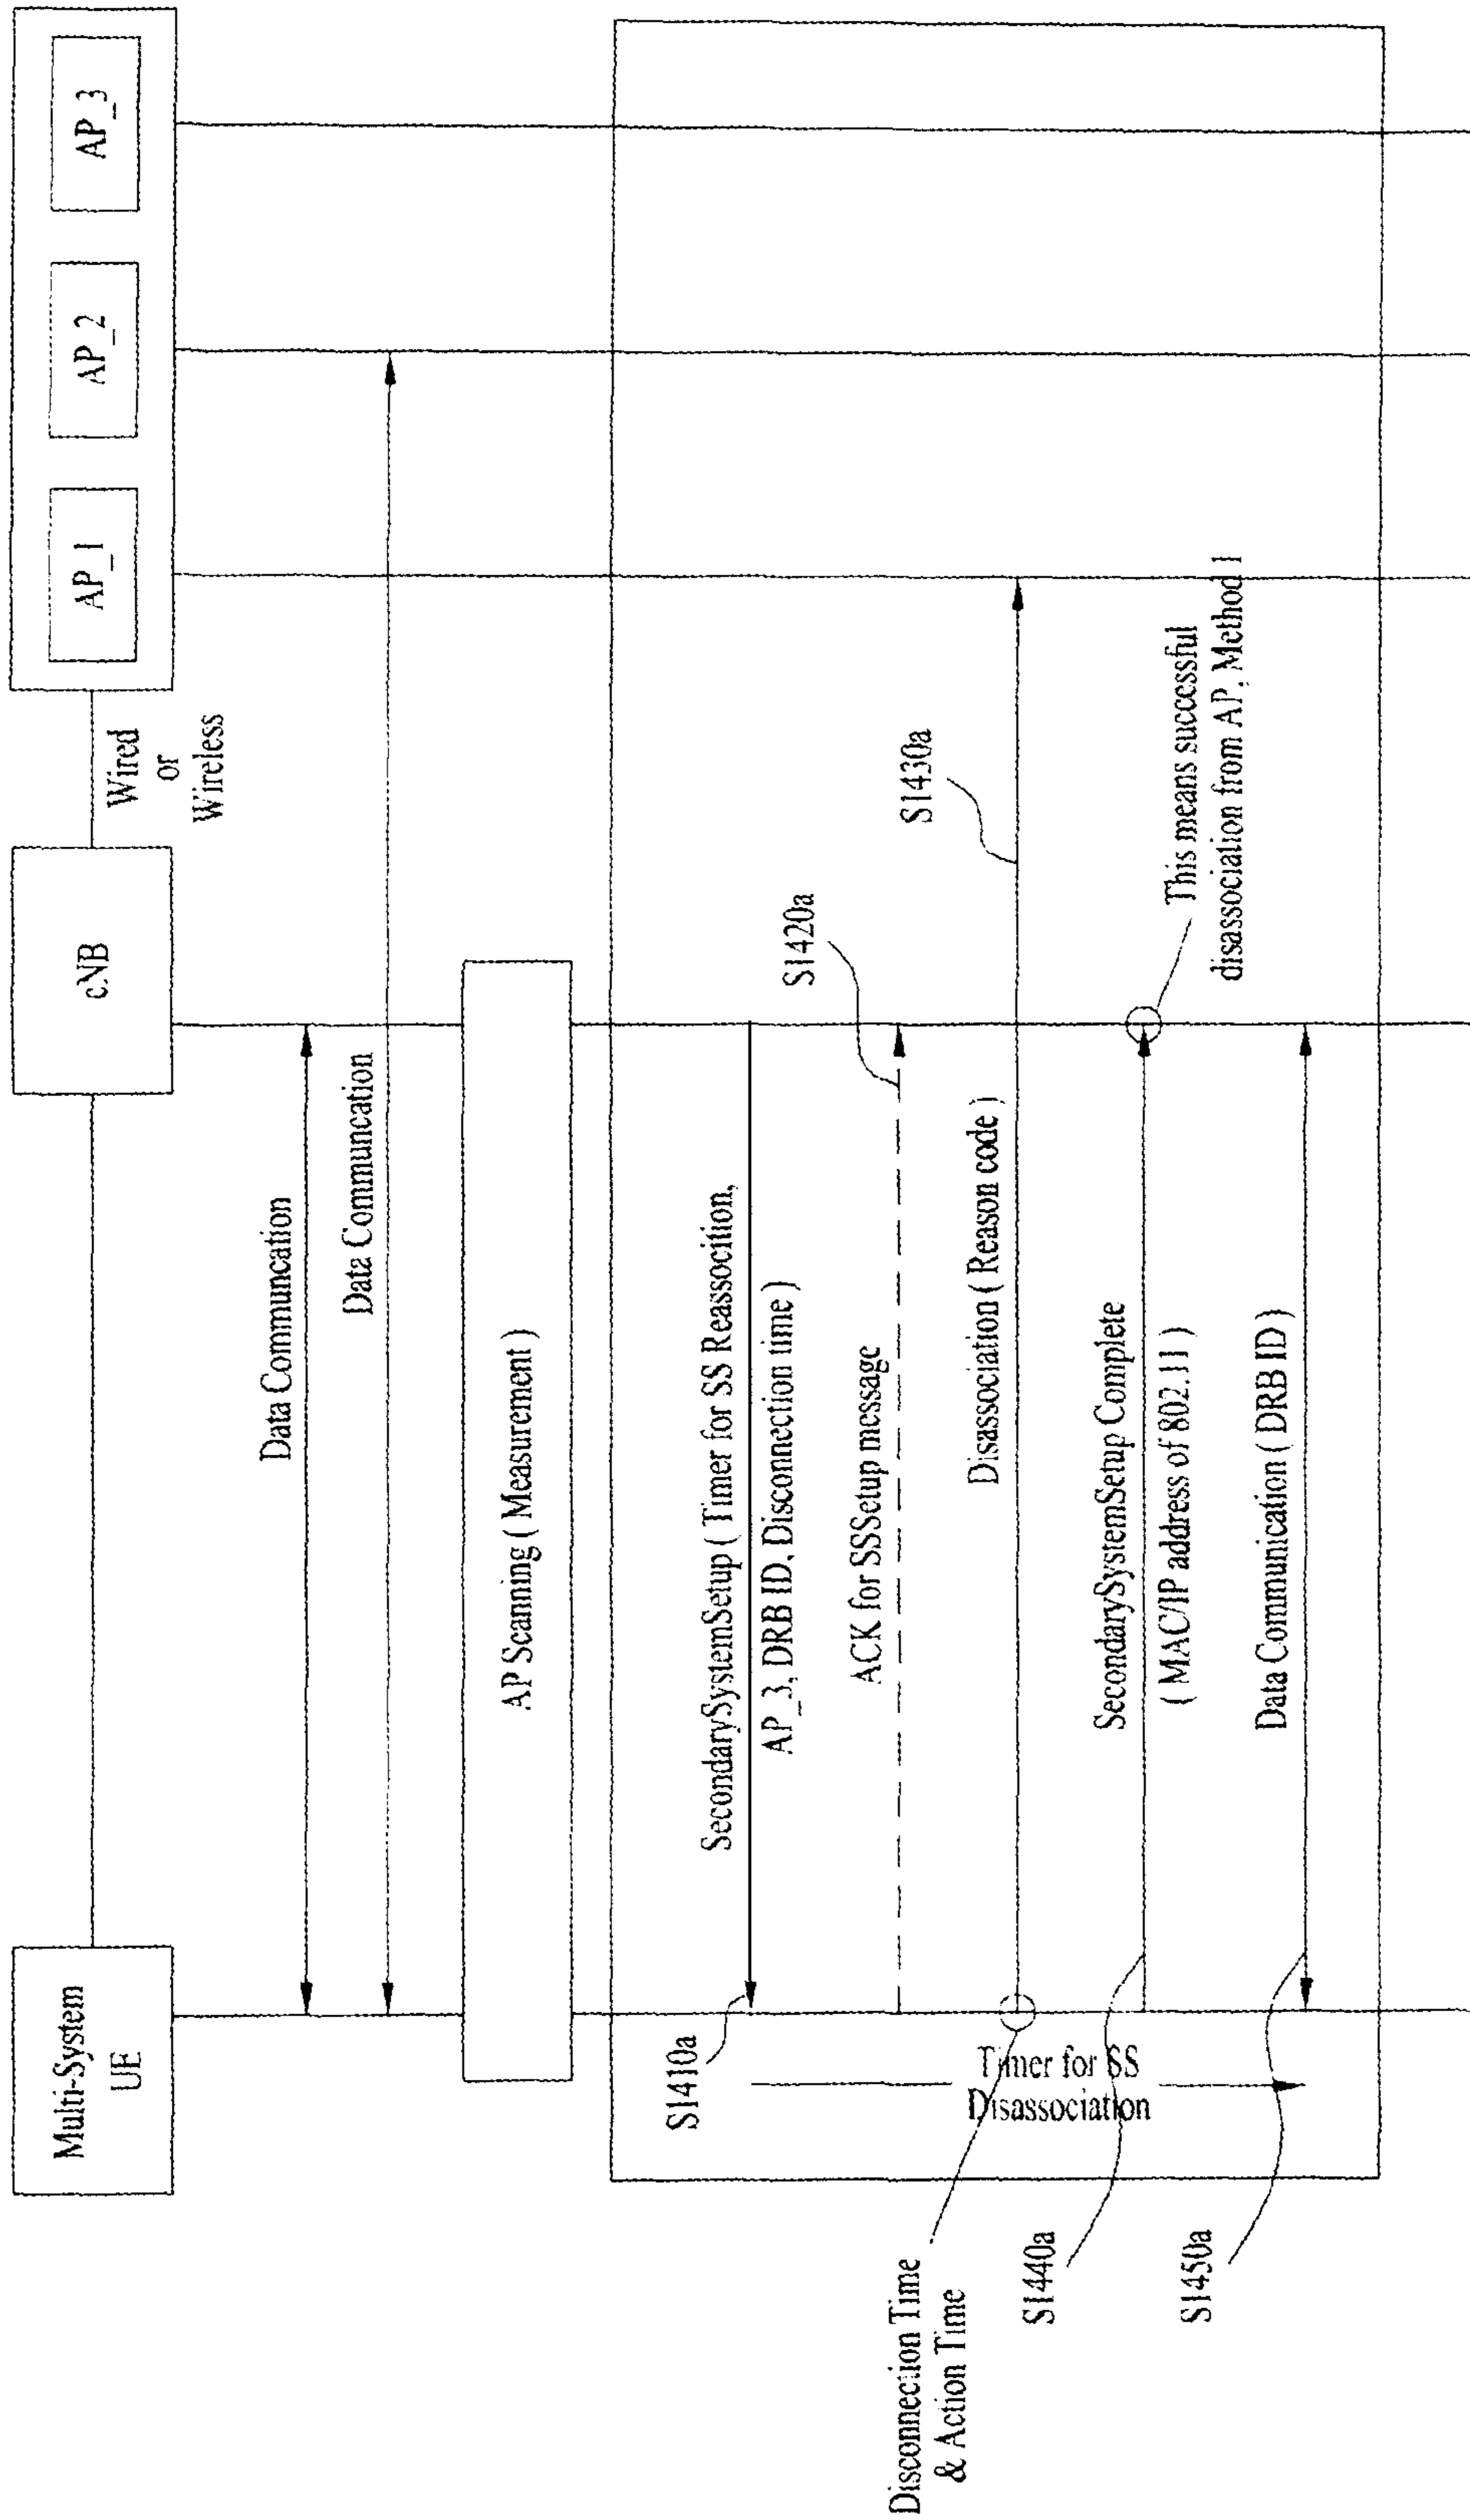 Multi-System
UE
cNB
Wired
or
Wireless
AP_1
AP_2
AP_3
Data Communcation
Data Communcation
AP Scanning ( Measurement )
S1410a
SecondarySystemSetup ( Timer for SS Reassocition,
AP_3, DRB ID, Disconnection time )
ACK for SSSetup message
S1420a
Disconnection Time
& Action Time
Disassociation ( Reason code )
S1430a
Timer for SS
Disassociation
S1440a
SecondarySystemSetup Complete
( MAC/IP address of 802.11 )
This means successful
disassociation from AP, Method 1
S1450a
Data Communication ( DRB ID )